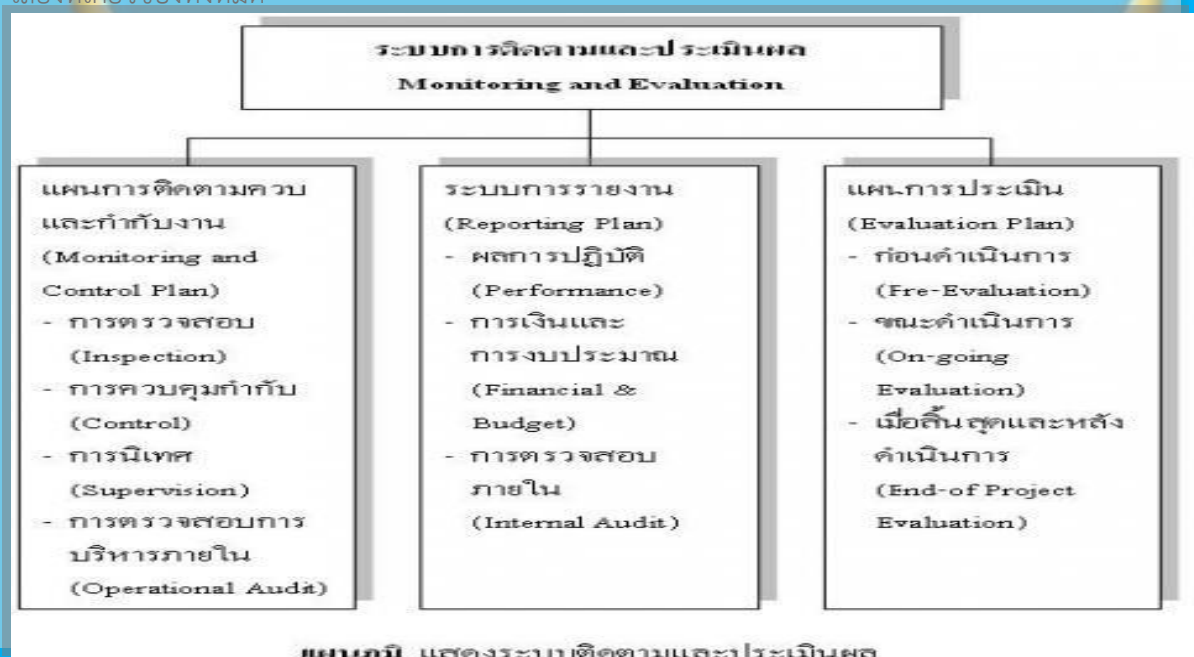 ระบบการติดตามและประเมินผล
Monitoring and Evaluation
แผนการติดตามควบ
และกำกับงาน
(Monitoring and
Control Plan)
- การตรวจสอบ
(Inspection)
- การควบคุมกำกับ
(Control)
- การนิเทศ
(Supervision)
- การตรวจสอบการ
บริหารภายใน
(Operational Audit)
ระบบการรายงาน
(Reporting Plan)
- ผลการปฏิบัติ
(Performance)
- การเงินและ
การงบประมาณ
(Financial &
Budget)
- การตรวจสอบ
ภายใน
(Internal Audit)
แผนการประเมิน
(Evaluation Plan)
- ก่อนดำเนินการ
(Fre-Evaluation)
- ขณะดำเนินการ
(On-going
Evaluation)
- เมื่อสิ้นสุดและหลัง
ดำเนินการ
(End-of Project
Evaluation)
แผนภูมิ แสดงระบบติดตามและประเมินผล